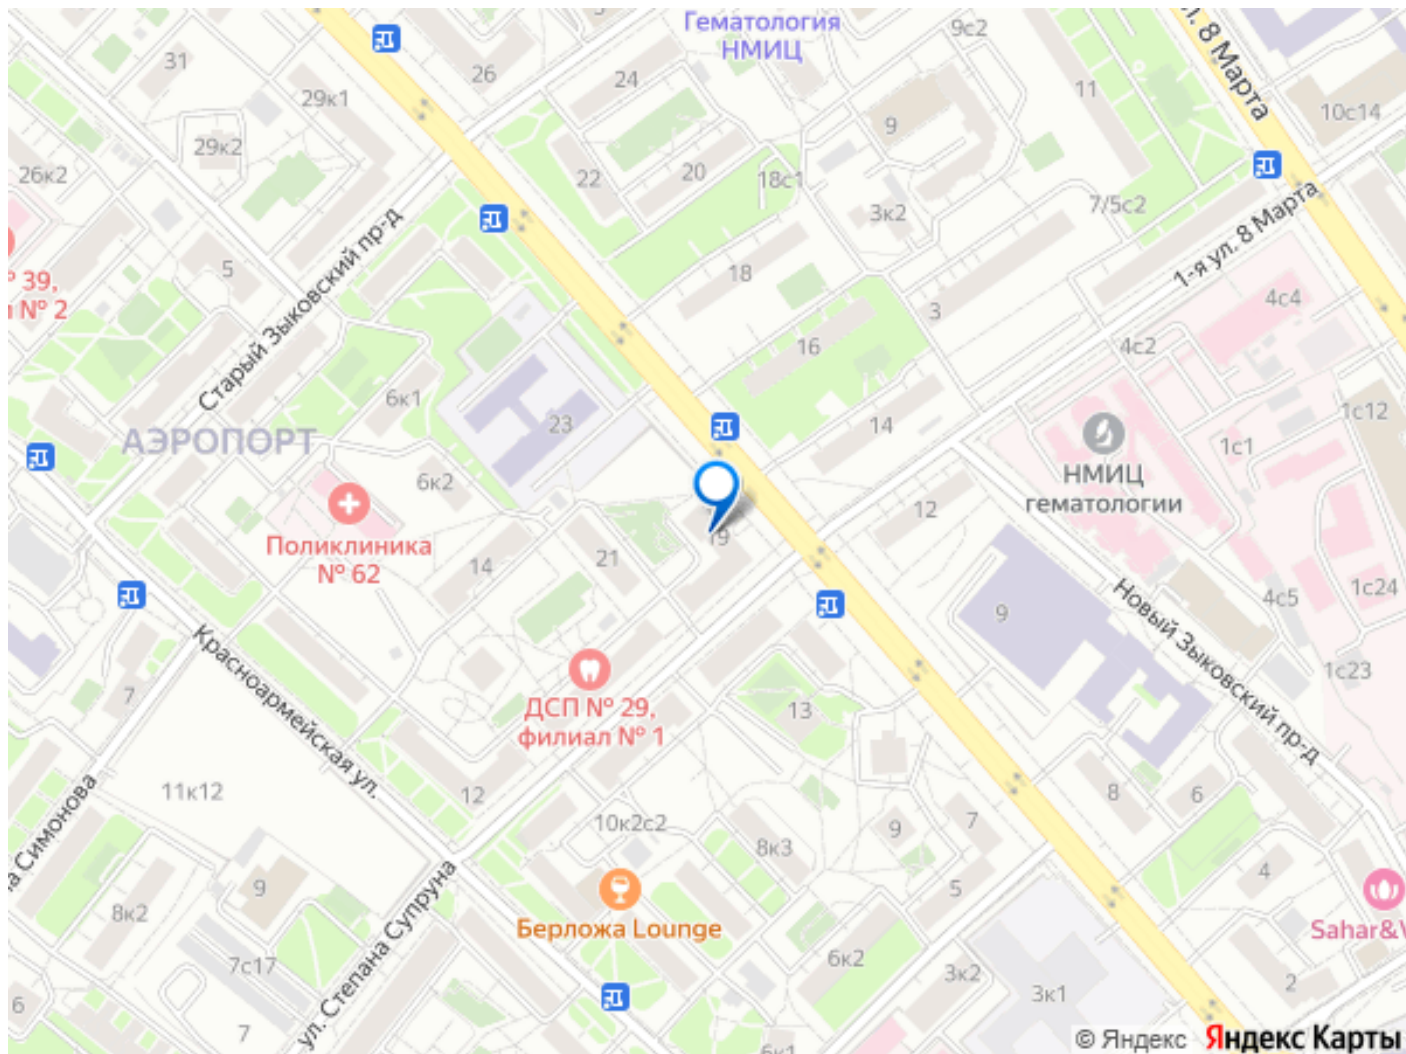 Гематология
НМИЦ
9с2
ул. 8 Марта
31
26
24
11
29к1
10с14
9
29к2
26к2
22
20
18с1
3к2
7/5с2
1-я ул. 8 Марта
Старый Зыковский пр-д
5
18
№ 39,
№ 2
4с4
3
16
4с2
6к1
1с12
23
14
АЭРОПОРТ
1с1
НМИЦ
гематологии
6к2
12
19
Поликлиника
№ 62
14
21
1с24
4с5
9
Новый Зыковский пр-д
Красноармейская ул.
1с23
7
ДСП № 29,
филиал № 1
13
11к12
12
8
6
10к2с2
9
7
8к3
Симонова
4
9
5
8к2
Берложа Lounge
Sahar&V
ул. Степана Супруна
7с17
6к2
3к2
2
3к1
6
7
6к1
© Яндекс Яндекс Карты